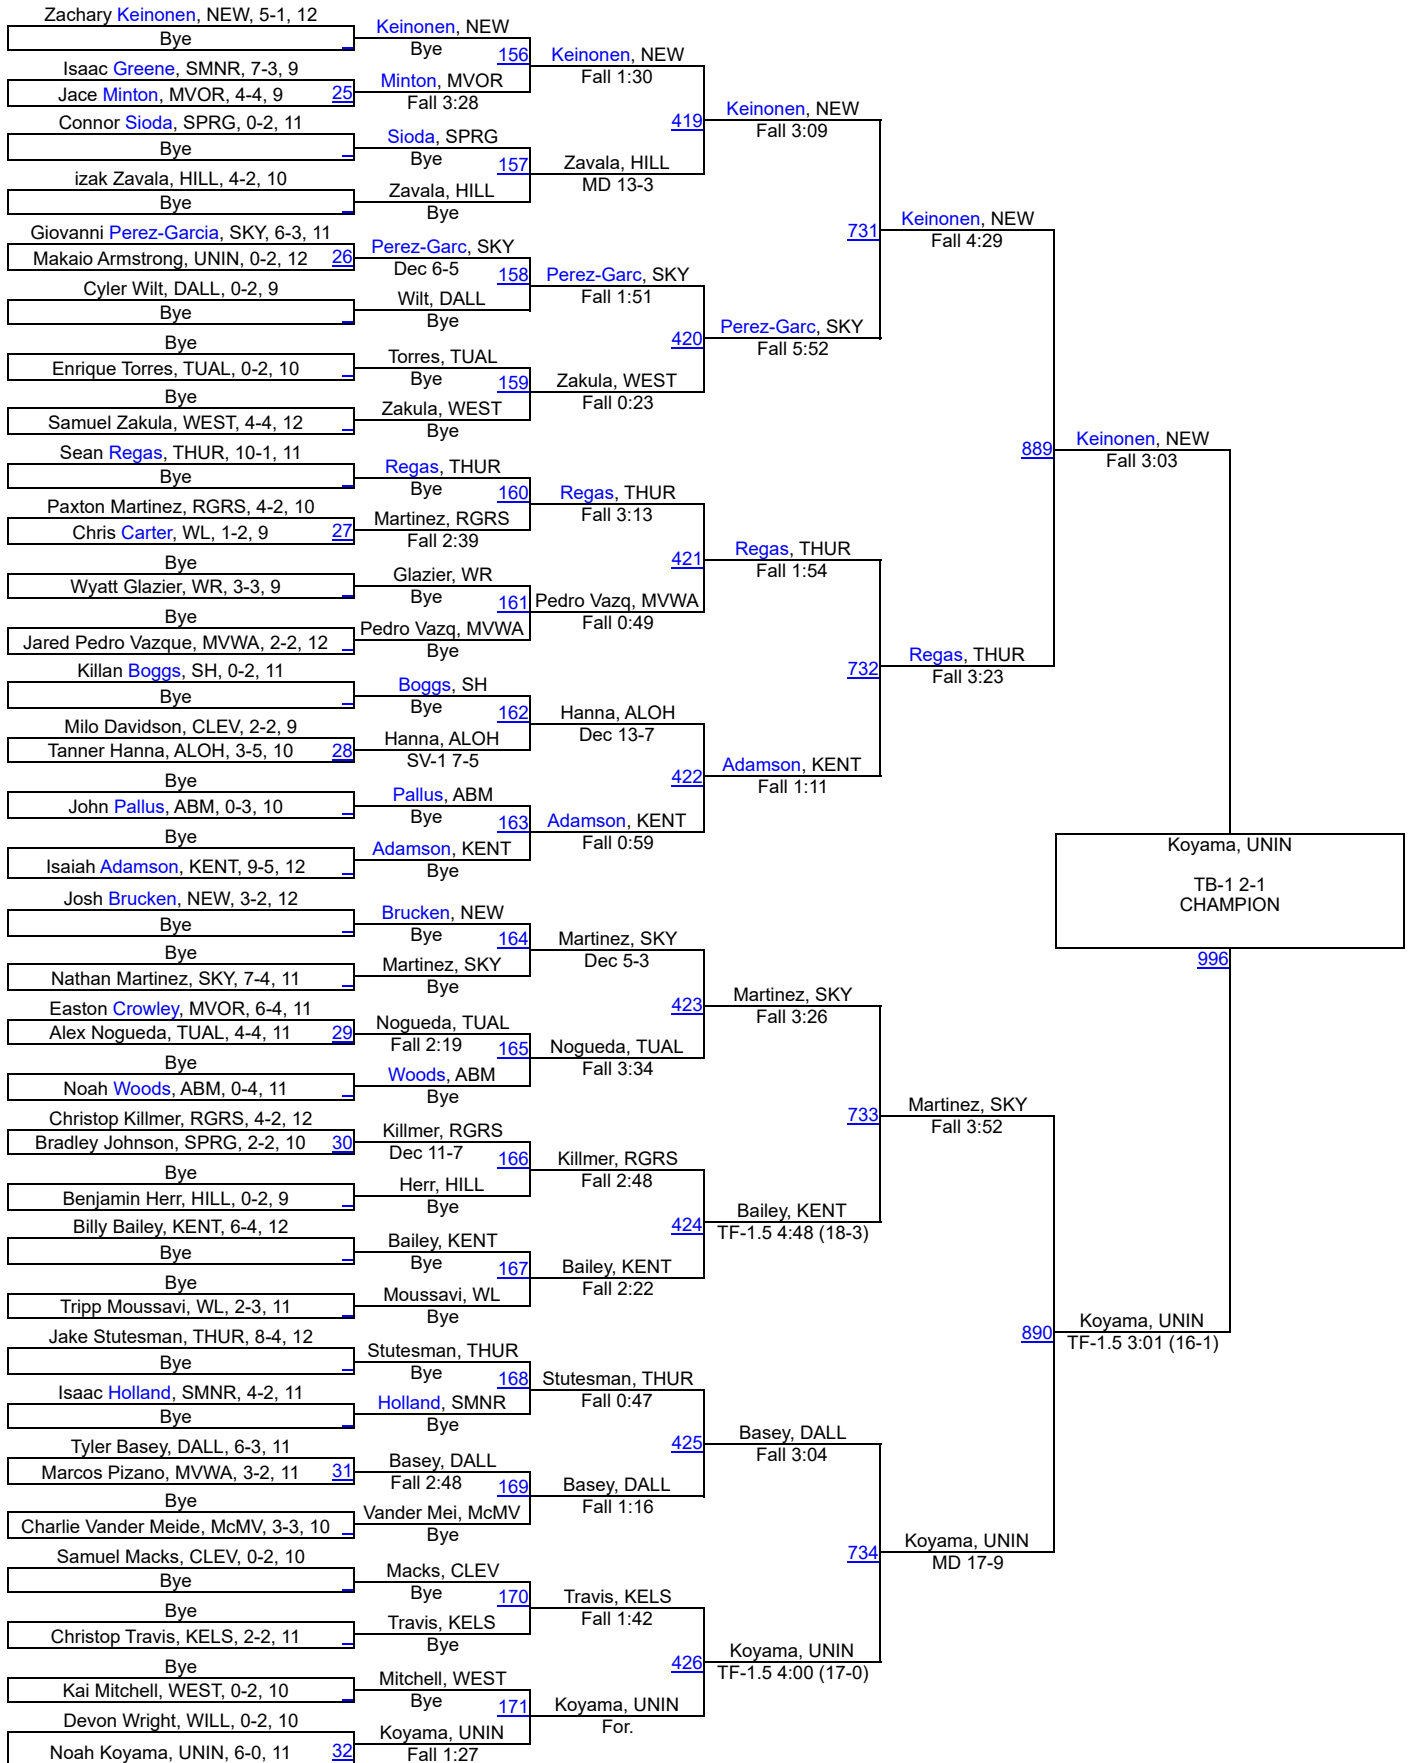 Zachary Keinonen, NEW, 5-1, 12
Bye
Isaac Greene, SMNR, 7-3, 9
Jace Minton, MVOR, 4-4, 9 25
Connor Sioda, SPRG, 0-2, 11
Bye
izak Zavala, HILL, 4-2, 10
Bye
Giovanni Perez-Garcia, SKY, 6-3, 11
Makaio Armstrong, UNIN, 0-2, 12 26
Cyler Wilt, DALL, 0-2, 9
Bye
Bye
Enrique Torres, TUAL, 0-2, 10
Bye
Samuel Zakula, WEST, 4-4, 12
Sean Regas, THUR, 10-1, 11
Bye
Paxton Martinez, RGRS, 4-2, 10
Chris Carter, WL, 1-2, 9 27
Bye
Wyatt Glazier, WR, 3-3, 9
Bye
Jared Pedro Vazque, MVWA, 2-2, 12
Killan Boggs, SH, 0-2, 11
Bye
Milo Davidson, CLEV, 2-2, 9
Tanner Hanna, ALOH, 3-5, 10 28
Bye
John Pallus, ABM, 0-3, 10
Bye
Isaiah Adamson, KENT, 9-5, 12
Josh Brucken, NEW, 3-2, 12
Bye
Bye
Nathan Martinez, SKY, 7-4, 11
Easton Crowley, MVOR, 6-4, 11
Alex Nogueda, TUAL, 4-4, 11 29
Bye
Noah Woods, ABM, 0-4, 11
Christop Killmer, RGRS, 4-2, 12
Bradley Johnson, SPRG, 2-2, 10 30
Bye
Benjamin Herr, HILL, 0-2, 9
Billy Bailey, KENT, 6-4, 12
Bye
Bye
Tripp Moussavi, WL, 2-3, 11
Jake Stutesman, THUR, 8-4, 12
Bye
Isaac Holland, SMNR, 4-2, 11
Bye
Tyler Basey, DALL, 6-3, 11
Marcos Pizano, MVWA, 3-2, 11 31
Bye
Charlie Vander Meide, McMV, 3-3, 10
Samuel Macks, CLEV, 0-2, 10
Bye
Bye
Christop Travis, KELS, 2-2, 11
Bye
Kai Mitchell, WEST, 0-2, 10
Devon Wright, WILL, 0-2, 10
Noah Koyama, UNIN, 6-0, 11 32
Keinonen, NEW
Bye
156
Minton, MVOR
Fall 3:28
Sioda, SPRG
Bye
157
Zavala, HILL
Bye
Perez-Garc, SKY
Dec 6-5
158
Wilt, DALL
Bye
Torres, TUAL
Bye
159
Zakula, WEST
Bye
Regas, THUR
Bye
160
Martinez, RGRS
Fall 2:39
Glazier, WR
Bye
161
Pedro Vazq, MVWA
Bye
Boggs, SH
Bye
162
Hanna, ALOH
SV-1 7-5
Pallus, ABM
Bye
163
Adamson, KENT
Bye
Brucken, NEW
Bye
164
Martinez, SKY
Bye
Nogueda, TUAL
Fall 2:19
165
Woods, ABM
Bye
Killmer, RGRS
Dec 11-7
166
Herr, HILL
Bye
Bailey, KENT
Bye
167
Moussavi, WL
Bye
Stutesman, THUR
Bye
168
Holland, SMNR
Bye
Basey, DALL
Fall 2:48
169
Vander Mei, McMV
Bye
Macks, CLEV
Bye
170
Travis, KELS
Bye
Mitchell, WEST
Bye
171
Koyama, UNIN
Fall 1:27
Keinonen, NEW
Fall 1:30
419
Zavala, HILL
MD 13-3
Perez-Garc, SKY
Fall 1:51
420
Zakula, WEST
Fall 0:23
Regas, THUR
Fall 3:13
421
Pedro Vazq, MVWA
Fall 0:49
Hanna, ALOH
Dec 13-7
422
Adamson, KENT
Fall 0:59
Martinez, SKY
Dec 5-3
423
Nogueda, TUAL
Fall 3:34
Killmer, RGRS
Fall 2:48
424
Bailey, KENT
Fall 2:22
Stutesman, THUR
Fall 0:47
425
Basey, DALL
Fall 1:16
Travis, KELS
Fall 1:42
426
Koyama, UNIN
For.
Keinonen, NEW
Fall 3:09
731
Perez-Garc, SKY
Fall 5:52
Regas, THUR
Fall 1:54
732
Adamson, KENT
Fall 1:11
Martinez, SKY
Fall 3:26
733
Bailey, KENT
TF-1.5 4:48 (18-3)
Basey, DALL
Fall 3:04
734
Koyama, UNIN
TF-1.5 4:00 (17-0)
Keinonen, NEW
Fall 4:29
889
Regas, THUR
Fall 3:23
Martinez, SKY
Fall 3:52
890
Koyama, UNIN
MD 17-9
Keinonen, NEW
Fall 3:03
Koyama, UNIN
TB-1 2-1
CHAMPION
996
Koyama, UNIN
TF-1.5 3:01 (16-1)